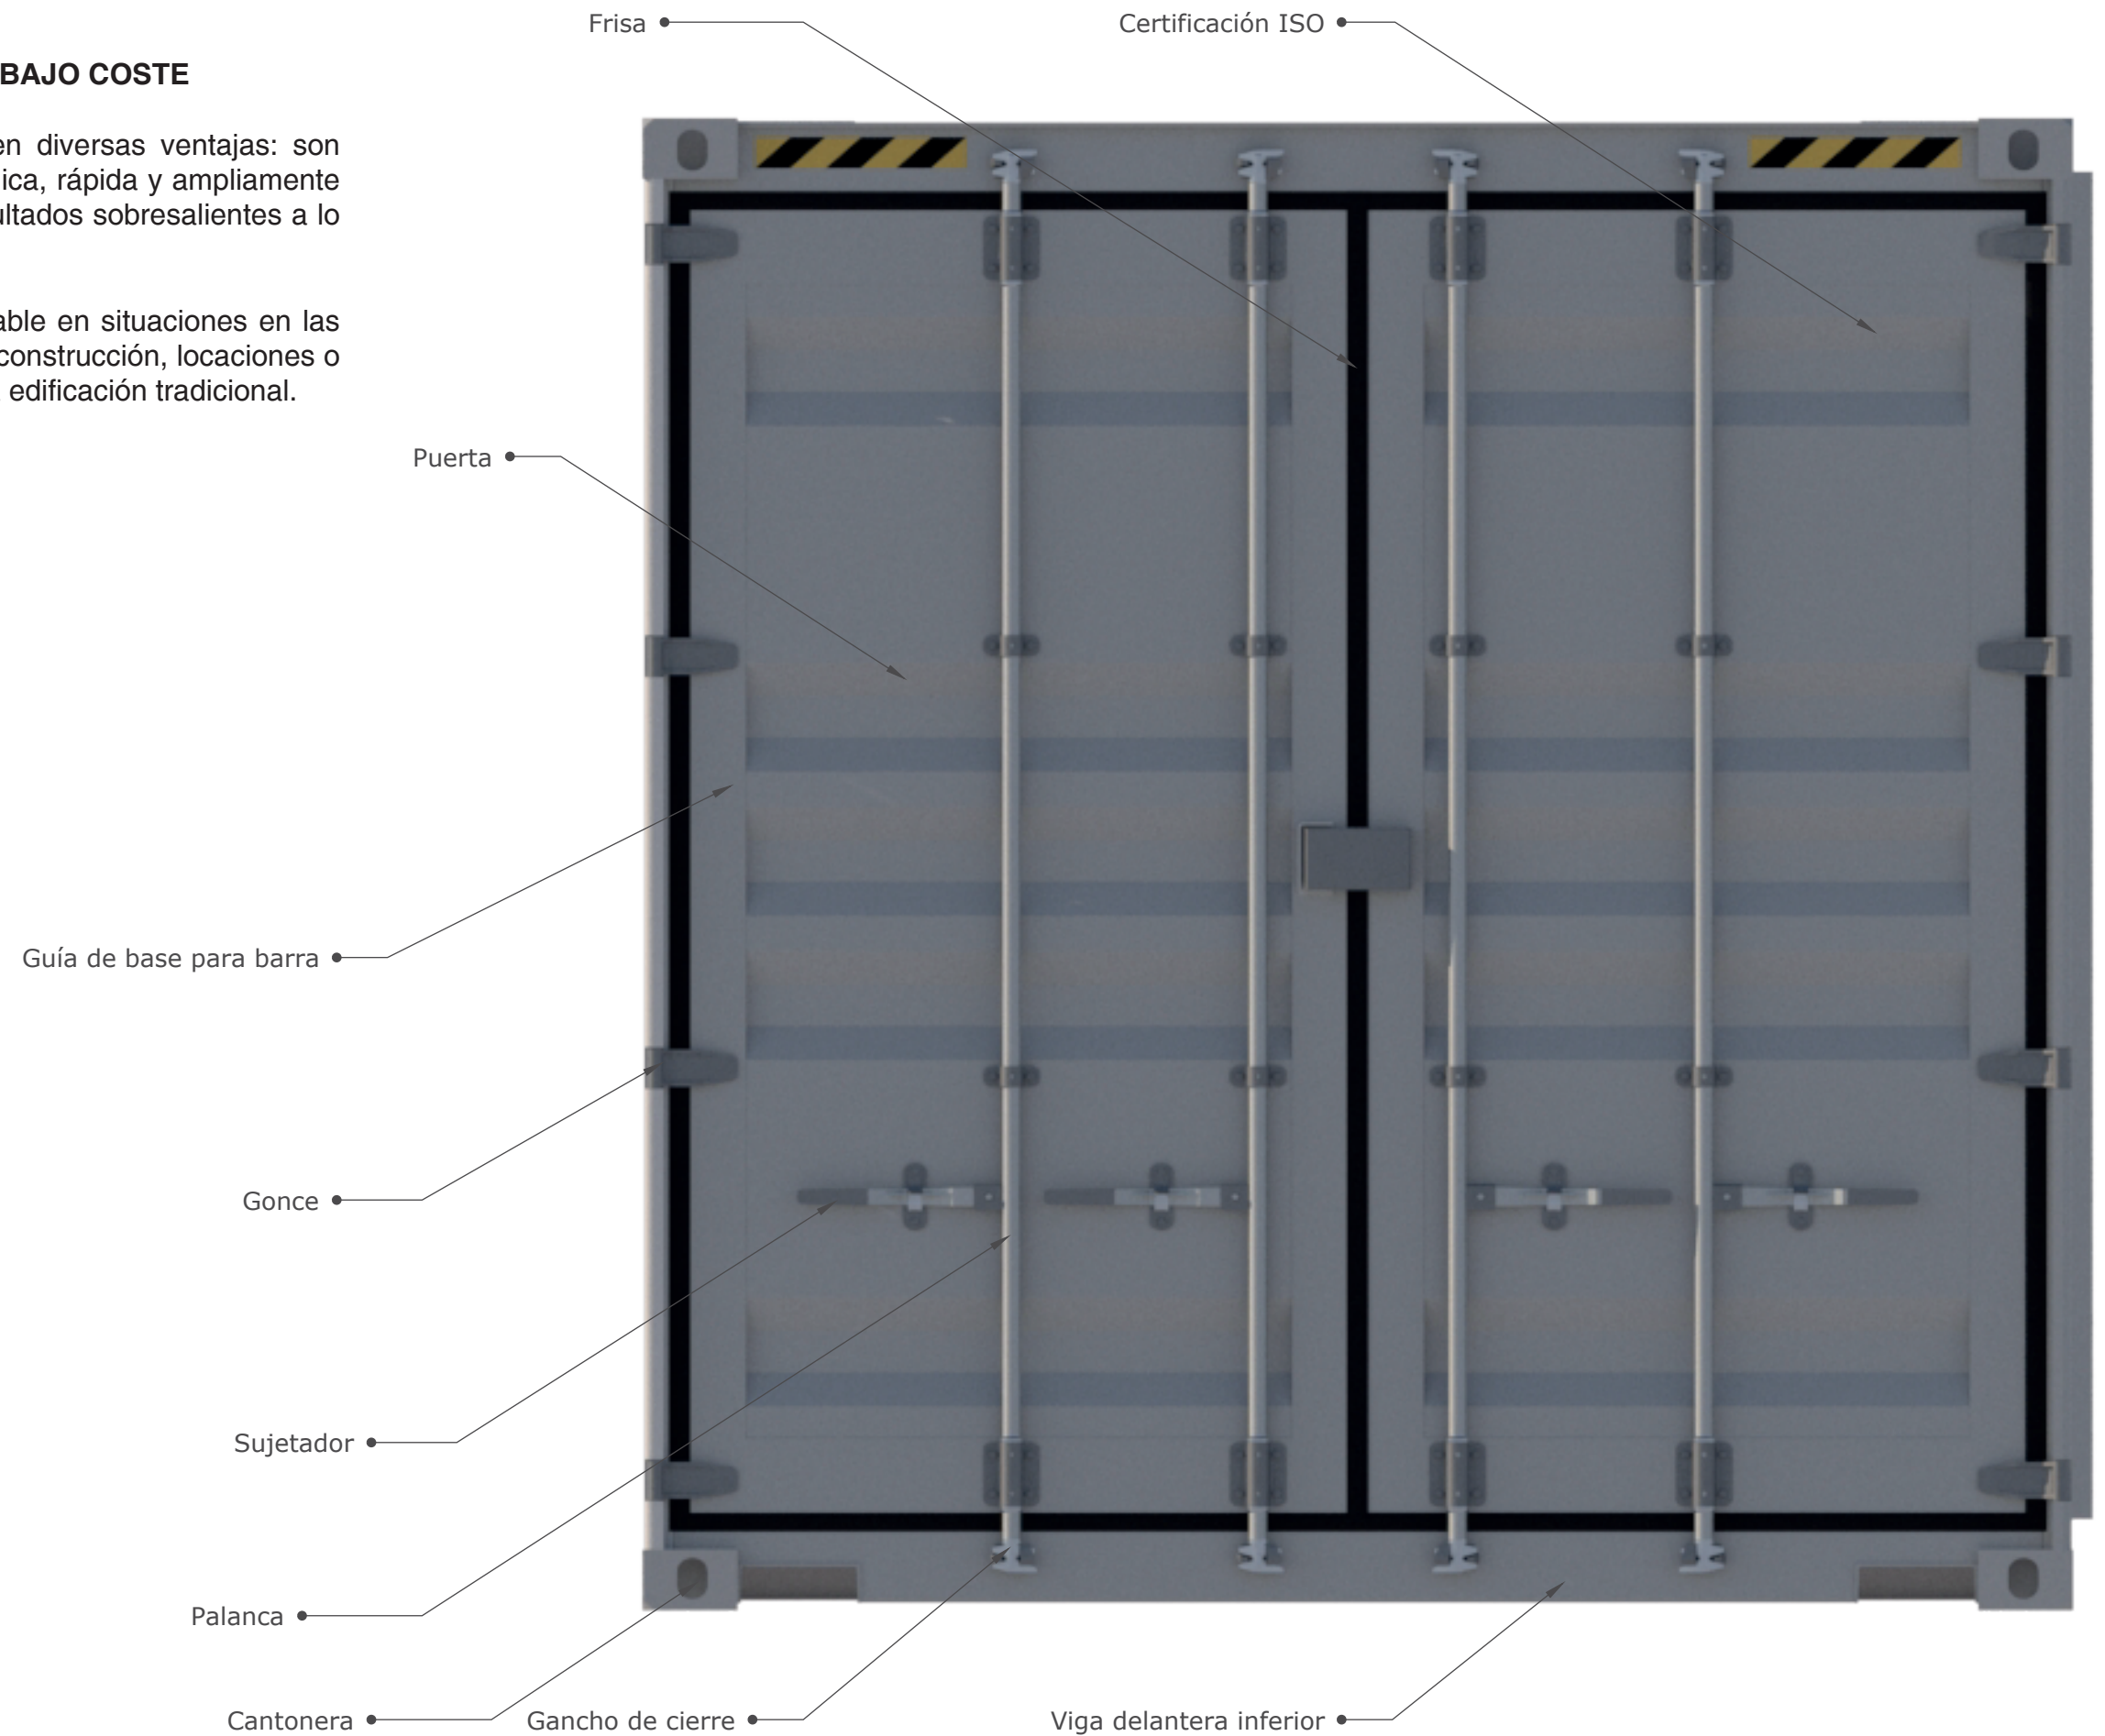 Frisa
Certificación ISO
BAJO COSTE
en diversas ventajas: son
ica, rápida y ampliamente
ultados sobresalientes a lo
able en situaciones en las
construcción, locaciones o
edificación tradicional.
Puerta
Guía de base para barra
Gonce
Sujetador
Palanca
Cantonera
Gancho de cierre
Viga delantera inferior